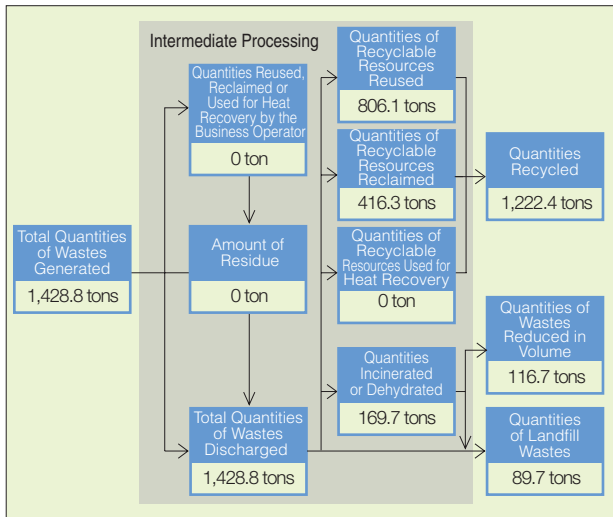 Intermediate Processing
Quantities Reused,
Reclaimed or
Used for Heat
Recovery by the
Business Operator
0 ton
Quantities of
Recyclable
Resources
Reused
806.1 tons
Quantities of
Recyclable
Resources
Reclaimed
416.3 tons
Quantities
Recycled
1,222.4 tons
Total Quantities
of Wastes
Generated
1,428.8 tons
Amount of
Residue
0 ton
Quantities of
Recyclable
Resources Used for
Heat Recovery
0 ton
Quantities of
Wastes
Reduced in
Volume
116.7 tons
Quantities
Incinerated
or Dehydrated
169.7 tons
Total Quantities
of Wastes
Discharged
1,428.8 tons
Quantities
of Landfill
Wastes
89.7 tons